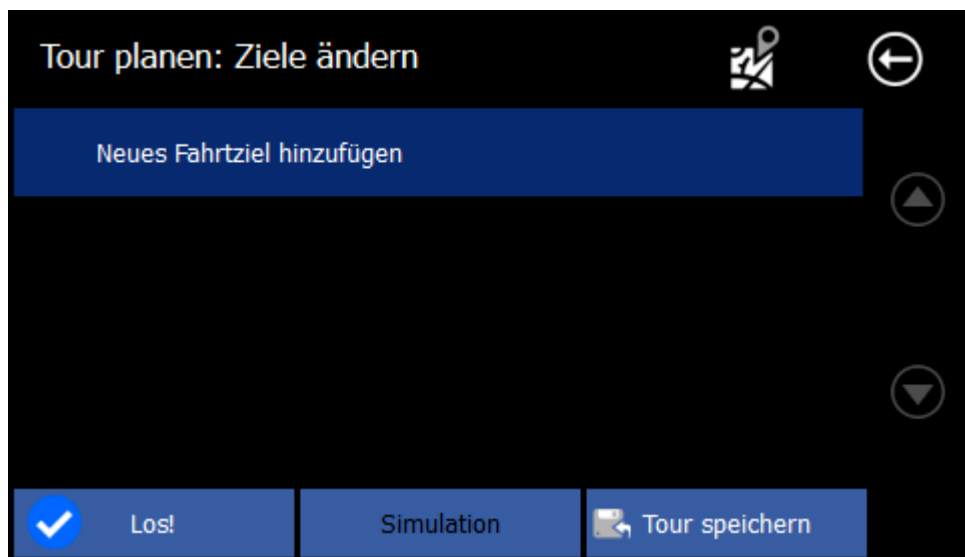 Tour planen: Ziele ändern
Neues Fahrtziel hinzufügen
Los!
Simulation
Tour speichern